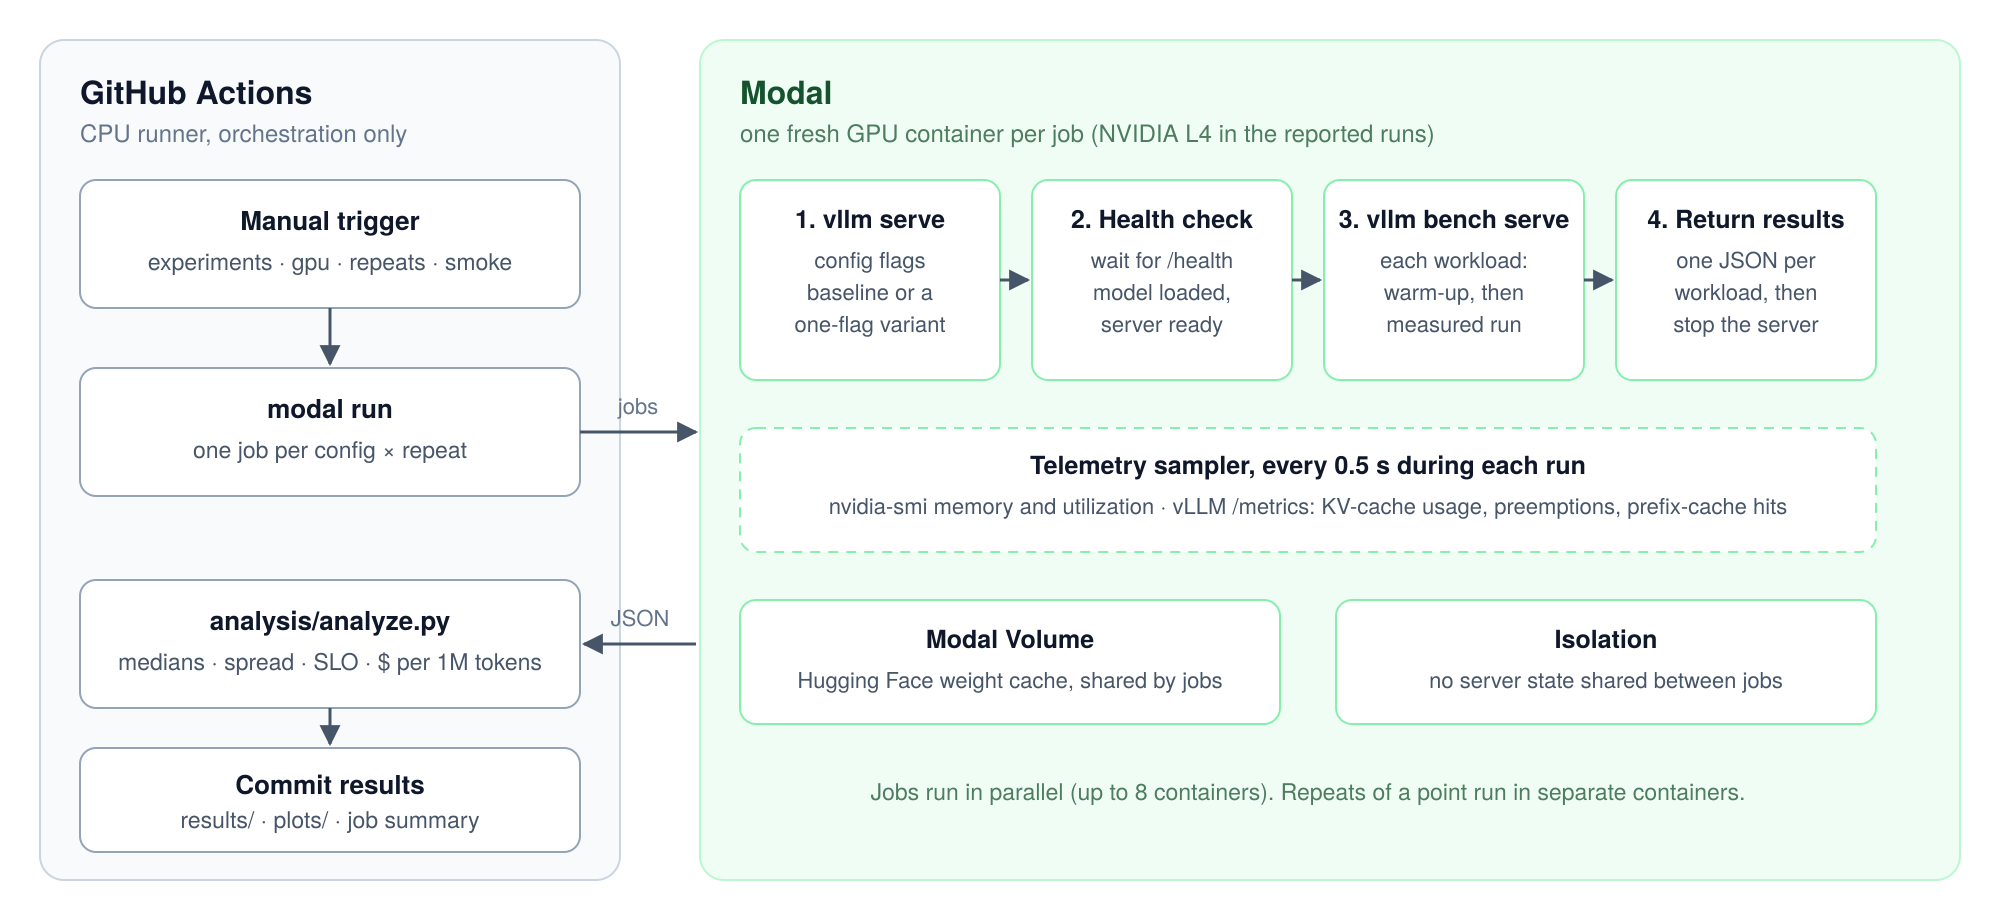 GitHub Actions
CPU runner, orchestration only
Manual trigger
experiments · gpu · repeats · smoke
modal run
one job per config × repeat
jobs
JSON
analysis/analyze.py
medians · spread · SLO · $ per 1M tokens
Commit results
results/ · plots/ · job summary
Modal
one fresh GPU container per job (NVIDIA L4 in the reported runs)
1. vllm serve
config flags
baseline or a
one-flag variant
2. Health check
wait for /health
model loaded,
server ready
3. vllm bench serve
each workload:
warm-up, then
measured run
4. Return results
one JSON per
workload, then
stop the server
Telemetry sampler, every 0.5 s during each run
nvidia-smi memory and utilization · vLLM /metrics: KV-cache usage, preemptions, prefix-cache hits
Modal Volume
Hugging Face weight cache, shared by jobs
Isolation
no server state shared between jobs
Jobs run in parallel (up to 8 containers). Repeats of a point run in separate containers.